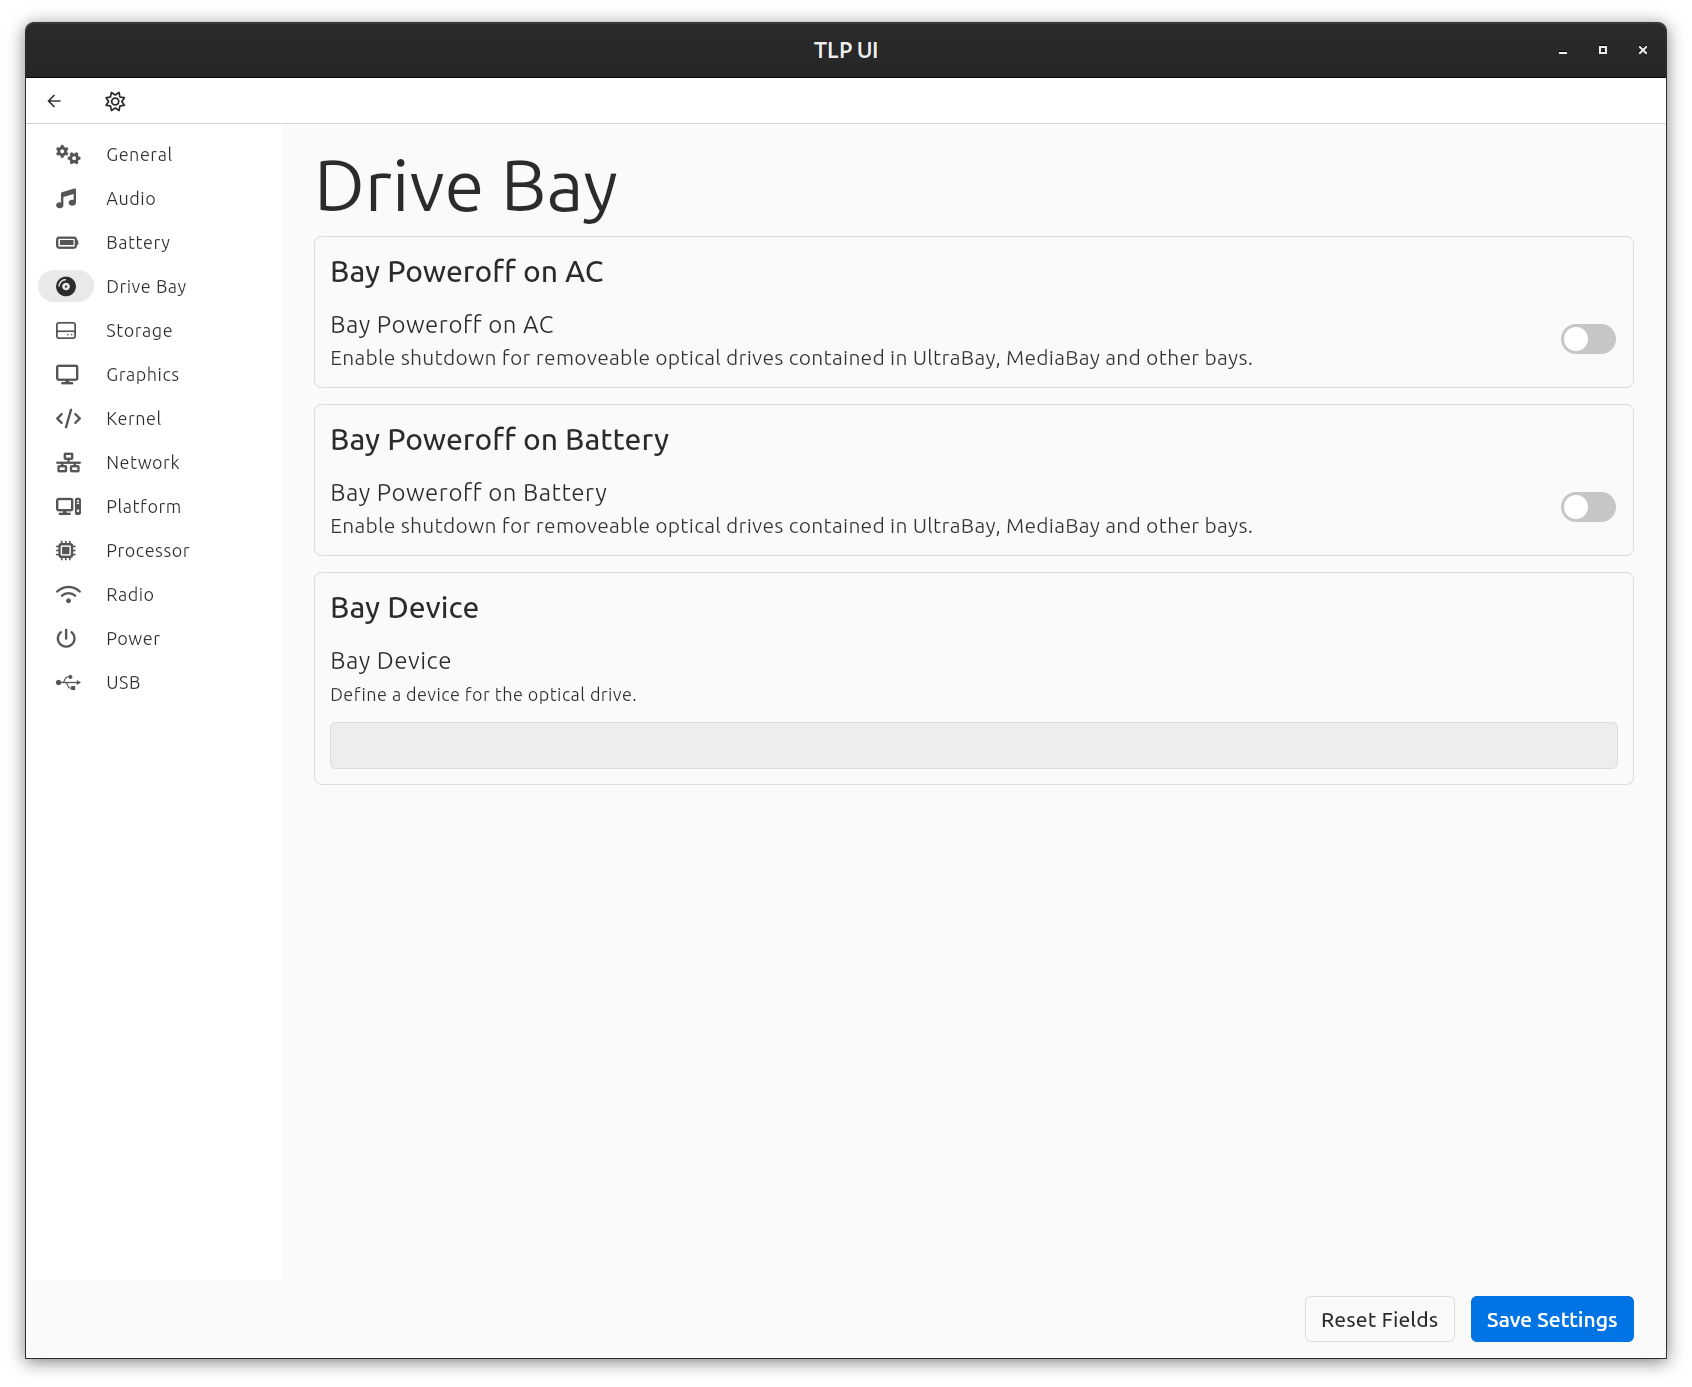 TLP UI
General
Audio
Battery
Drive Bay
Storage
Graphics
Kernel
Network
Platform
Processor
Radio
Power
USB
Drive Bay
Bay Poweroff on AC
Bay Poweroff on AC
Enable shutdown for removeable optical drives contained in UltraBay, MediaBay and other bays.
Bay Poweroff on Battery
Bay Poweroff on Battery
Enable shutdown for removeable optical drives contained in UltraBay, MediaBay and other bays.
Bay Device
Bay Device
Define a device for the optical drive.
Reset Fields
Save Settings